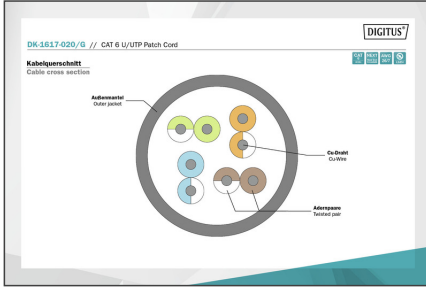 DIGITUS®
DK-1617-020/G // CAT 6 U/UTP Patch Cord
Kabelquerschnitt
Cable cross section
Außenmantel
Outer jacket
Cu-Draht
Cu-Wire
Adernpaare
Twisted pair